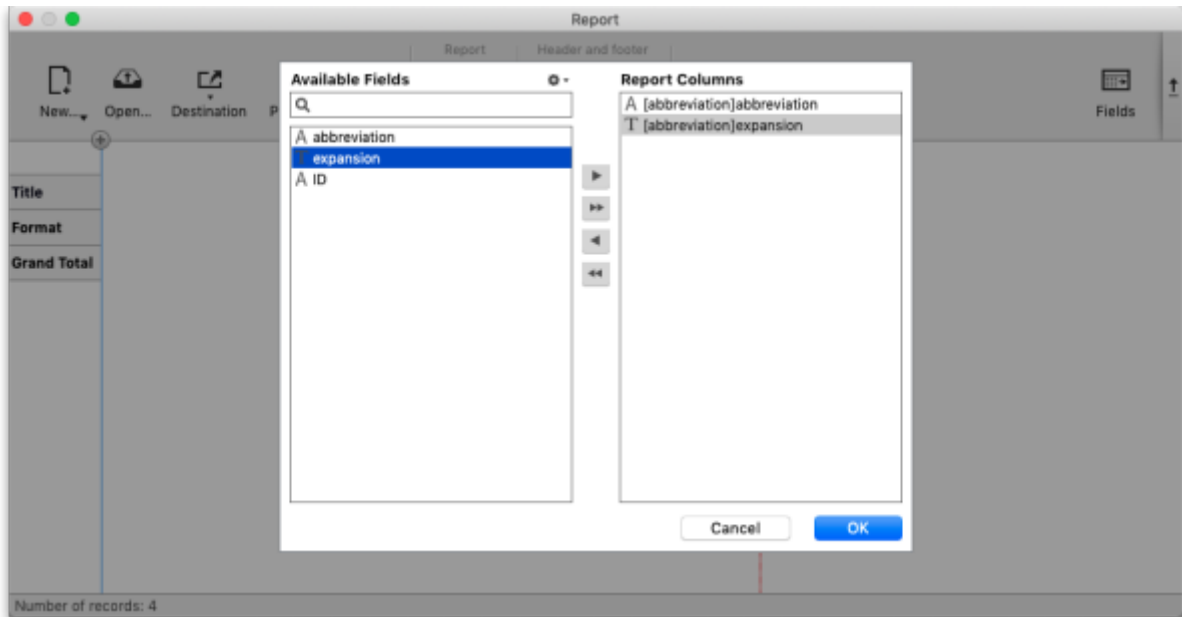 Report
Report Header and footer
New... Open... Destination P
Fields
Available Fields
Report Columns
A abbreviation
T expansion
A ID
A [abbreviation]abbreviation
T [abbreviation]expansion
Title
Format
Grand Total
Cancel OK
Number of records: 4